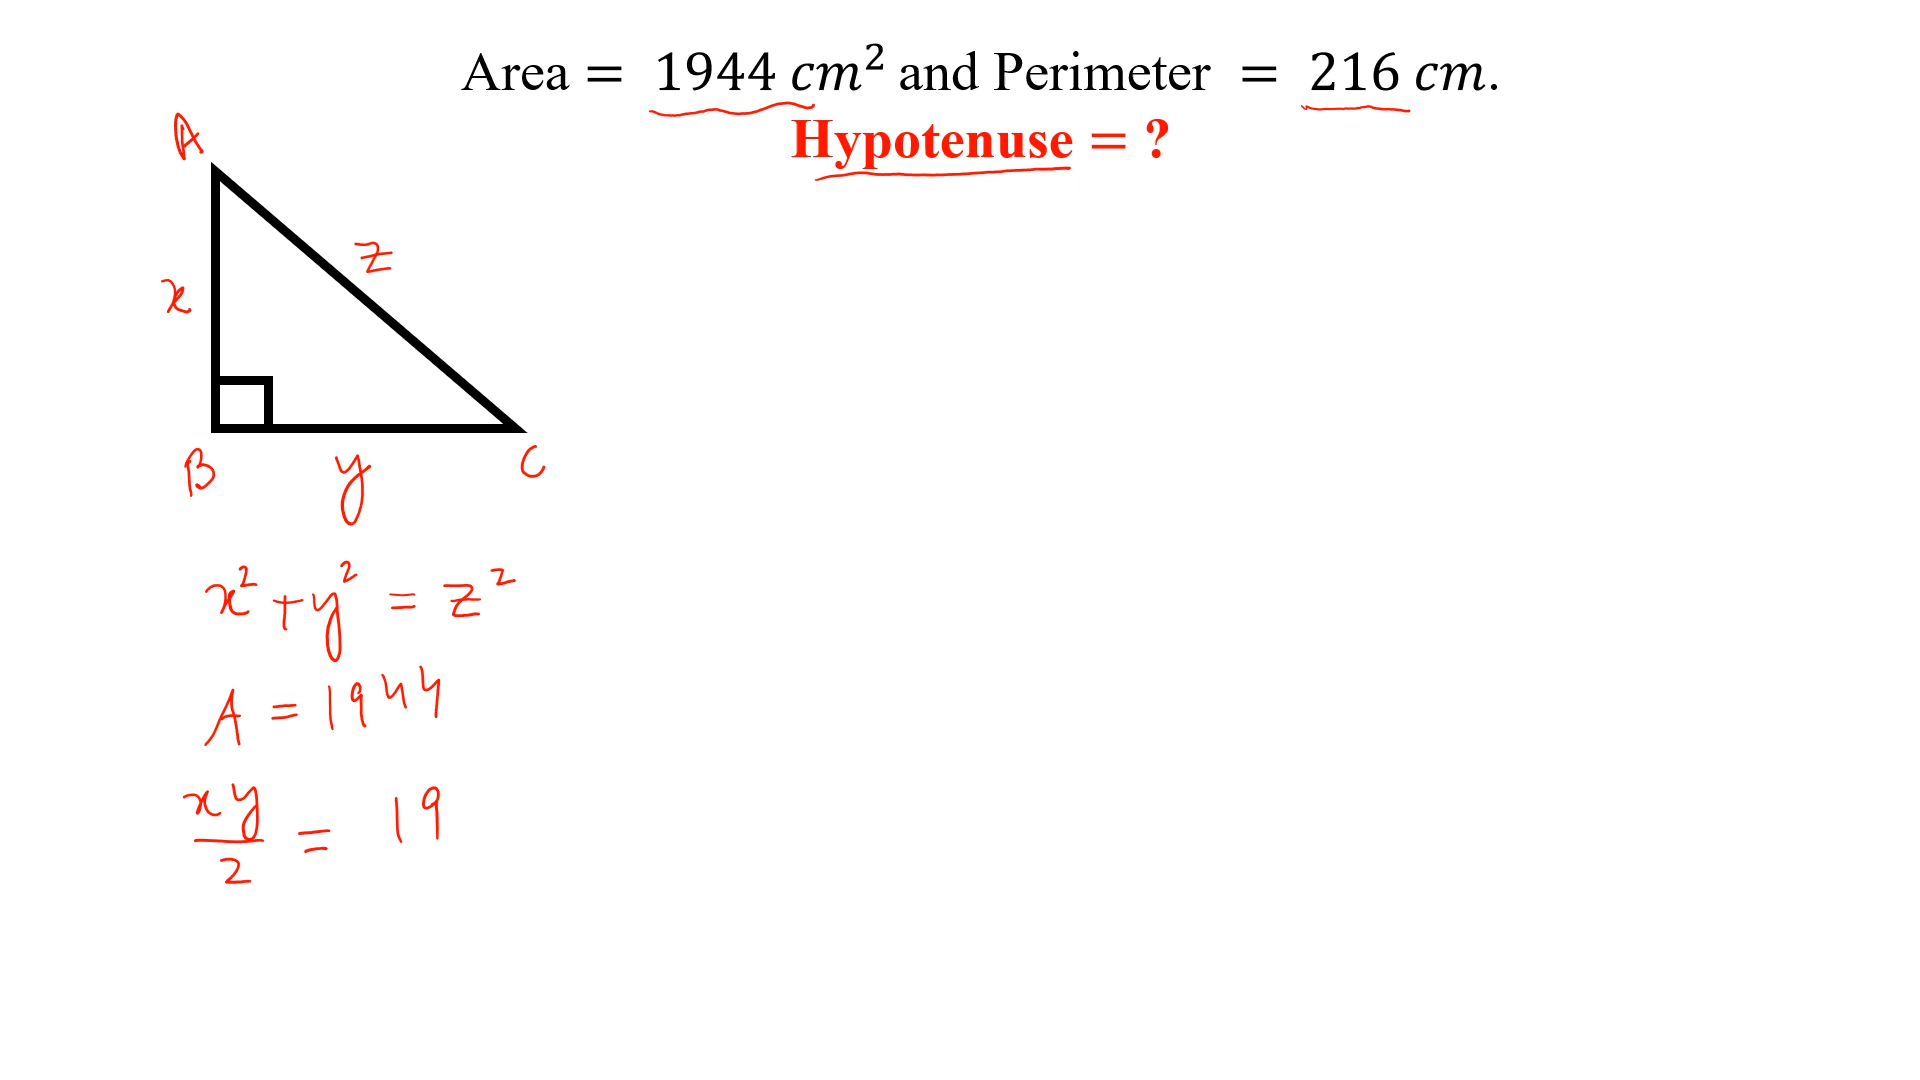 Area = 1944 cm² and Perimeter = 216 cm.
Hypotenuse = ?
A
z
x
B
y
C
x² + y² = z²
A = 1944
xy/2 = 19